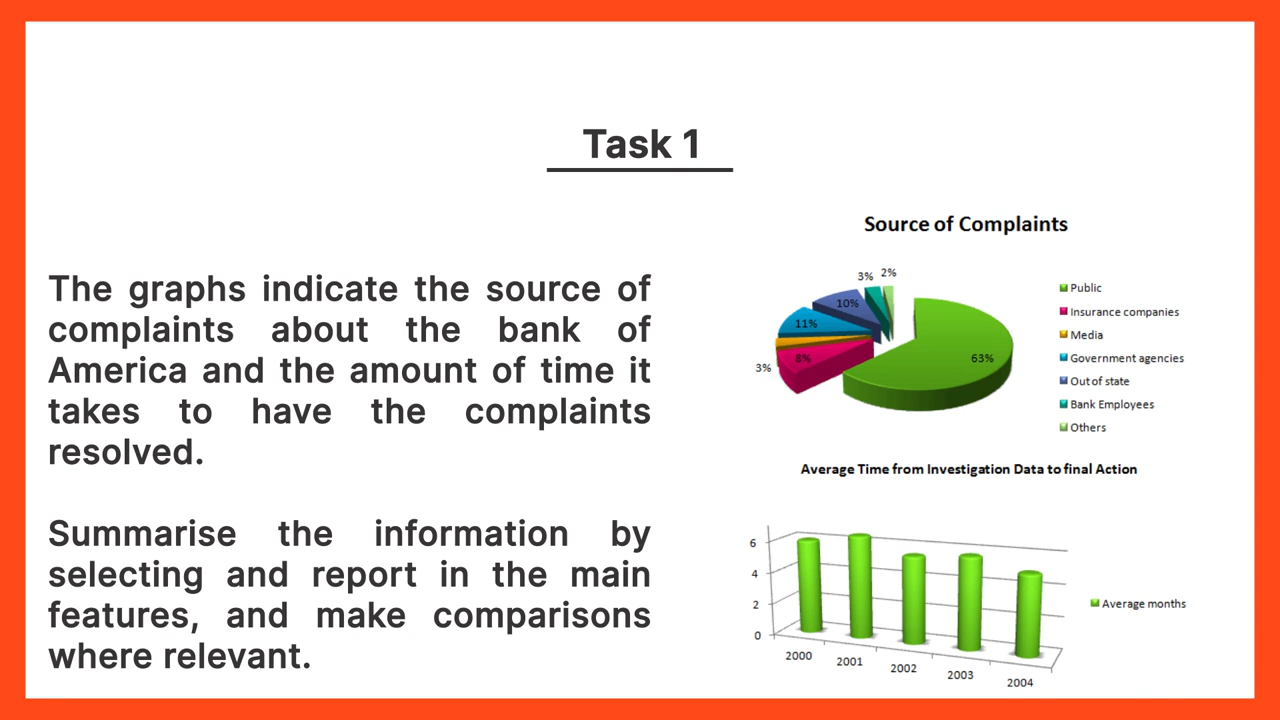 Task 1
The graphs indicate the source of
complaints about the bank of
America and the amount of time it
takes to have the complaints
resolved.
Summarise the information by
selecting and report in the main
features, and make comparisons
where relevant.
Source of Complaints
3% 2%
10%
11%
8%
3%
63%
Public
Insurance companies
Media
Government agencies
Out of state
Bank Employees
Others
Average Time from Investigation Data to final Action
6
4
2
0
2000
2001
2002
2003
2004
Average months